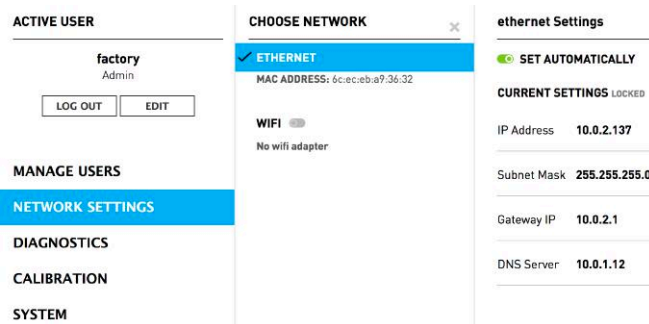 ACTIVE USER
factory
Admin
LOG OUT
EDIT
MANAGE USERS
NETWORK SETTINGS
DIAGNOSTICS
CALIBRATION
SYSTEM
CHOOSE NETWORK
ETHERNET
MAC ADDRESS: 6c:ec:eb:a9:36:32
WIFI
No wifi adapter
ethernet Settings
SET AUTOMATICALLY
CURRENT SETTINGS LOCKED
IP Address 10.0.2.137
Subnet Mask 255.255.255.0
Gateway IP 10.0.2.1
DNS Server 10.0.1.12